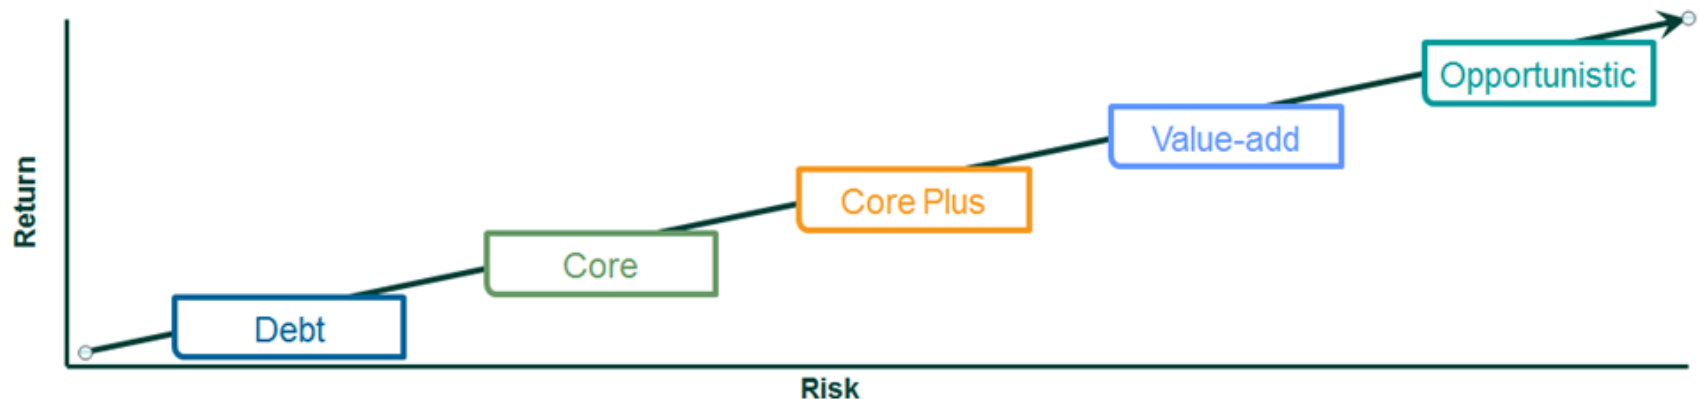 Opportunistic
Value-add
Core Plus
Core
Debt
Return
Risk